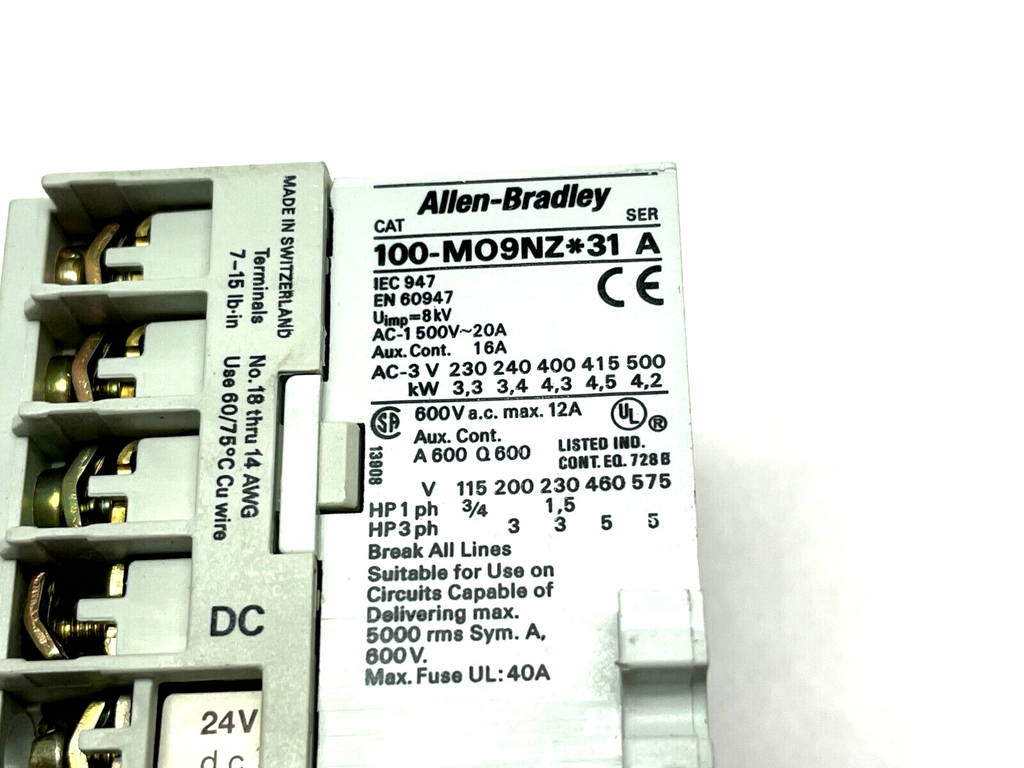 MADE IN SWITZERLAND
Terminals No. 18 thru 14 AWG
7-15 lb·in Use 60/75°C Cu wire
DC
24V
d.c.
Allen-Bradley
CAT SER
100-MO9NZ*31 A
IEC 947
EN 60947
Uimp=8kV
CE
AC-1 500V~20A
Aux. Cont. 16A
AC-3 V 230 240 400 415 500
kW 3,3 3,4 4,3 4,5 4,2
SA 600V a.c. max. 12A UL ®
Aux. Cont. LISTED IND.
A 600 Q 600 CONT. EQ. 728B
13908
V 115 200 230 460 575
HP 1 ph 3/4 1,5
HP 3 ph 3 3 5 5
Break All Lines
Suitable for Use on
Circuits Capable of
Delivering max.
5000 rms Sym. A,
600V.
Max. Fuse UL: 40A